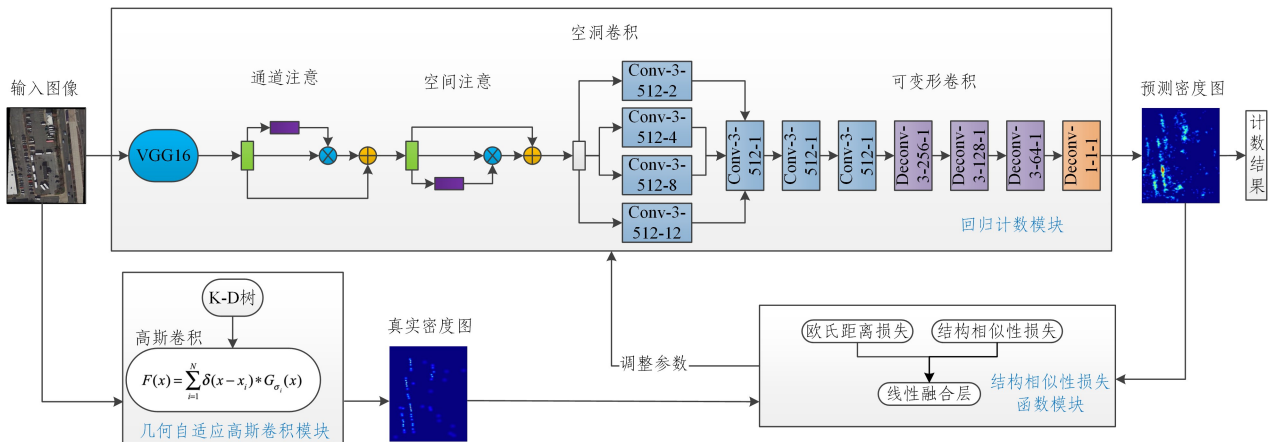 空洞卷积
输入图像
通道注意
空间注意
Conv-3-
512-2
Conv-3-
512-4
Conv-3-
512-8
Conv-3-
512-12
可变形卷积
预测密度图
VGG16
Conv-3-
512-1
Conv-3-
512-1
Conv-3-
512-1
Deconv-
3-256-1
Deconv-
3-128-1
Deconv-
3-64-1
Deconv-
1-1-1
计数结果
回归计数模块
K-D树
高斯卷积
F(x)=∑_{i=1}^{N}δ(x−x_i)*G_{σ_i}(x)
几何自适应高斯卷积模块
真实密度图
调整参数
欧氏距离损失
结构相似性损失
线性融合层
结构相似性损失
函数模块